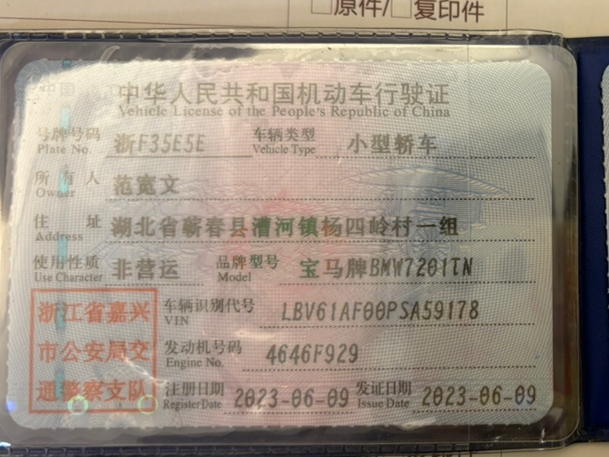 □原件/□复印件
中华人民共和国机动车行驶证
Vehicle License of the People's Republic of China
号牌号码 浙F35E5E 车辆类型 小型轿车
Plate No. Vehicle Type
所有人 范宽文
Owner
住址 湖北省蕲春县漕河镇杨四岭村一组
Address
使用性质 非营运 品牌型号 宝马牌BMW7201TN
Use Character Model
浙江省嘉兴
市公安局交
通警察支队
车辆识别代号 LBV61AF00PSA59178
VIN
发动机号码 4646F929
Engine No.
注册日期 2023-06-09 发证日期 2023-06-09
Register Date Issue Date